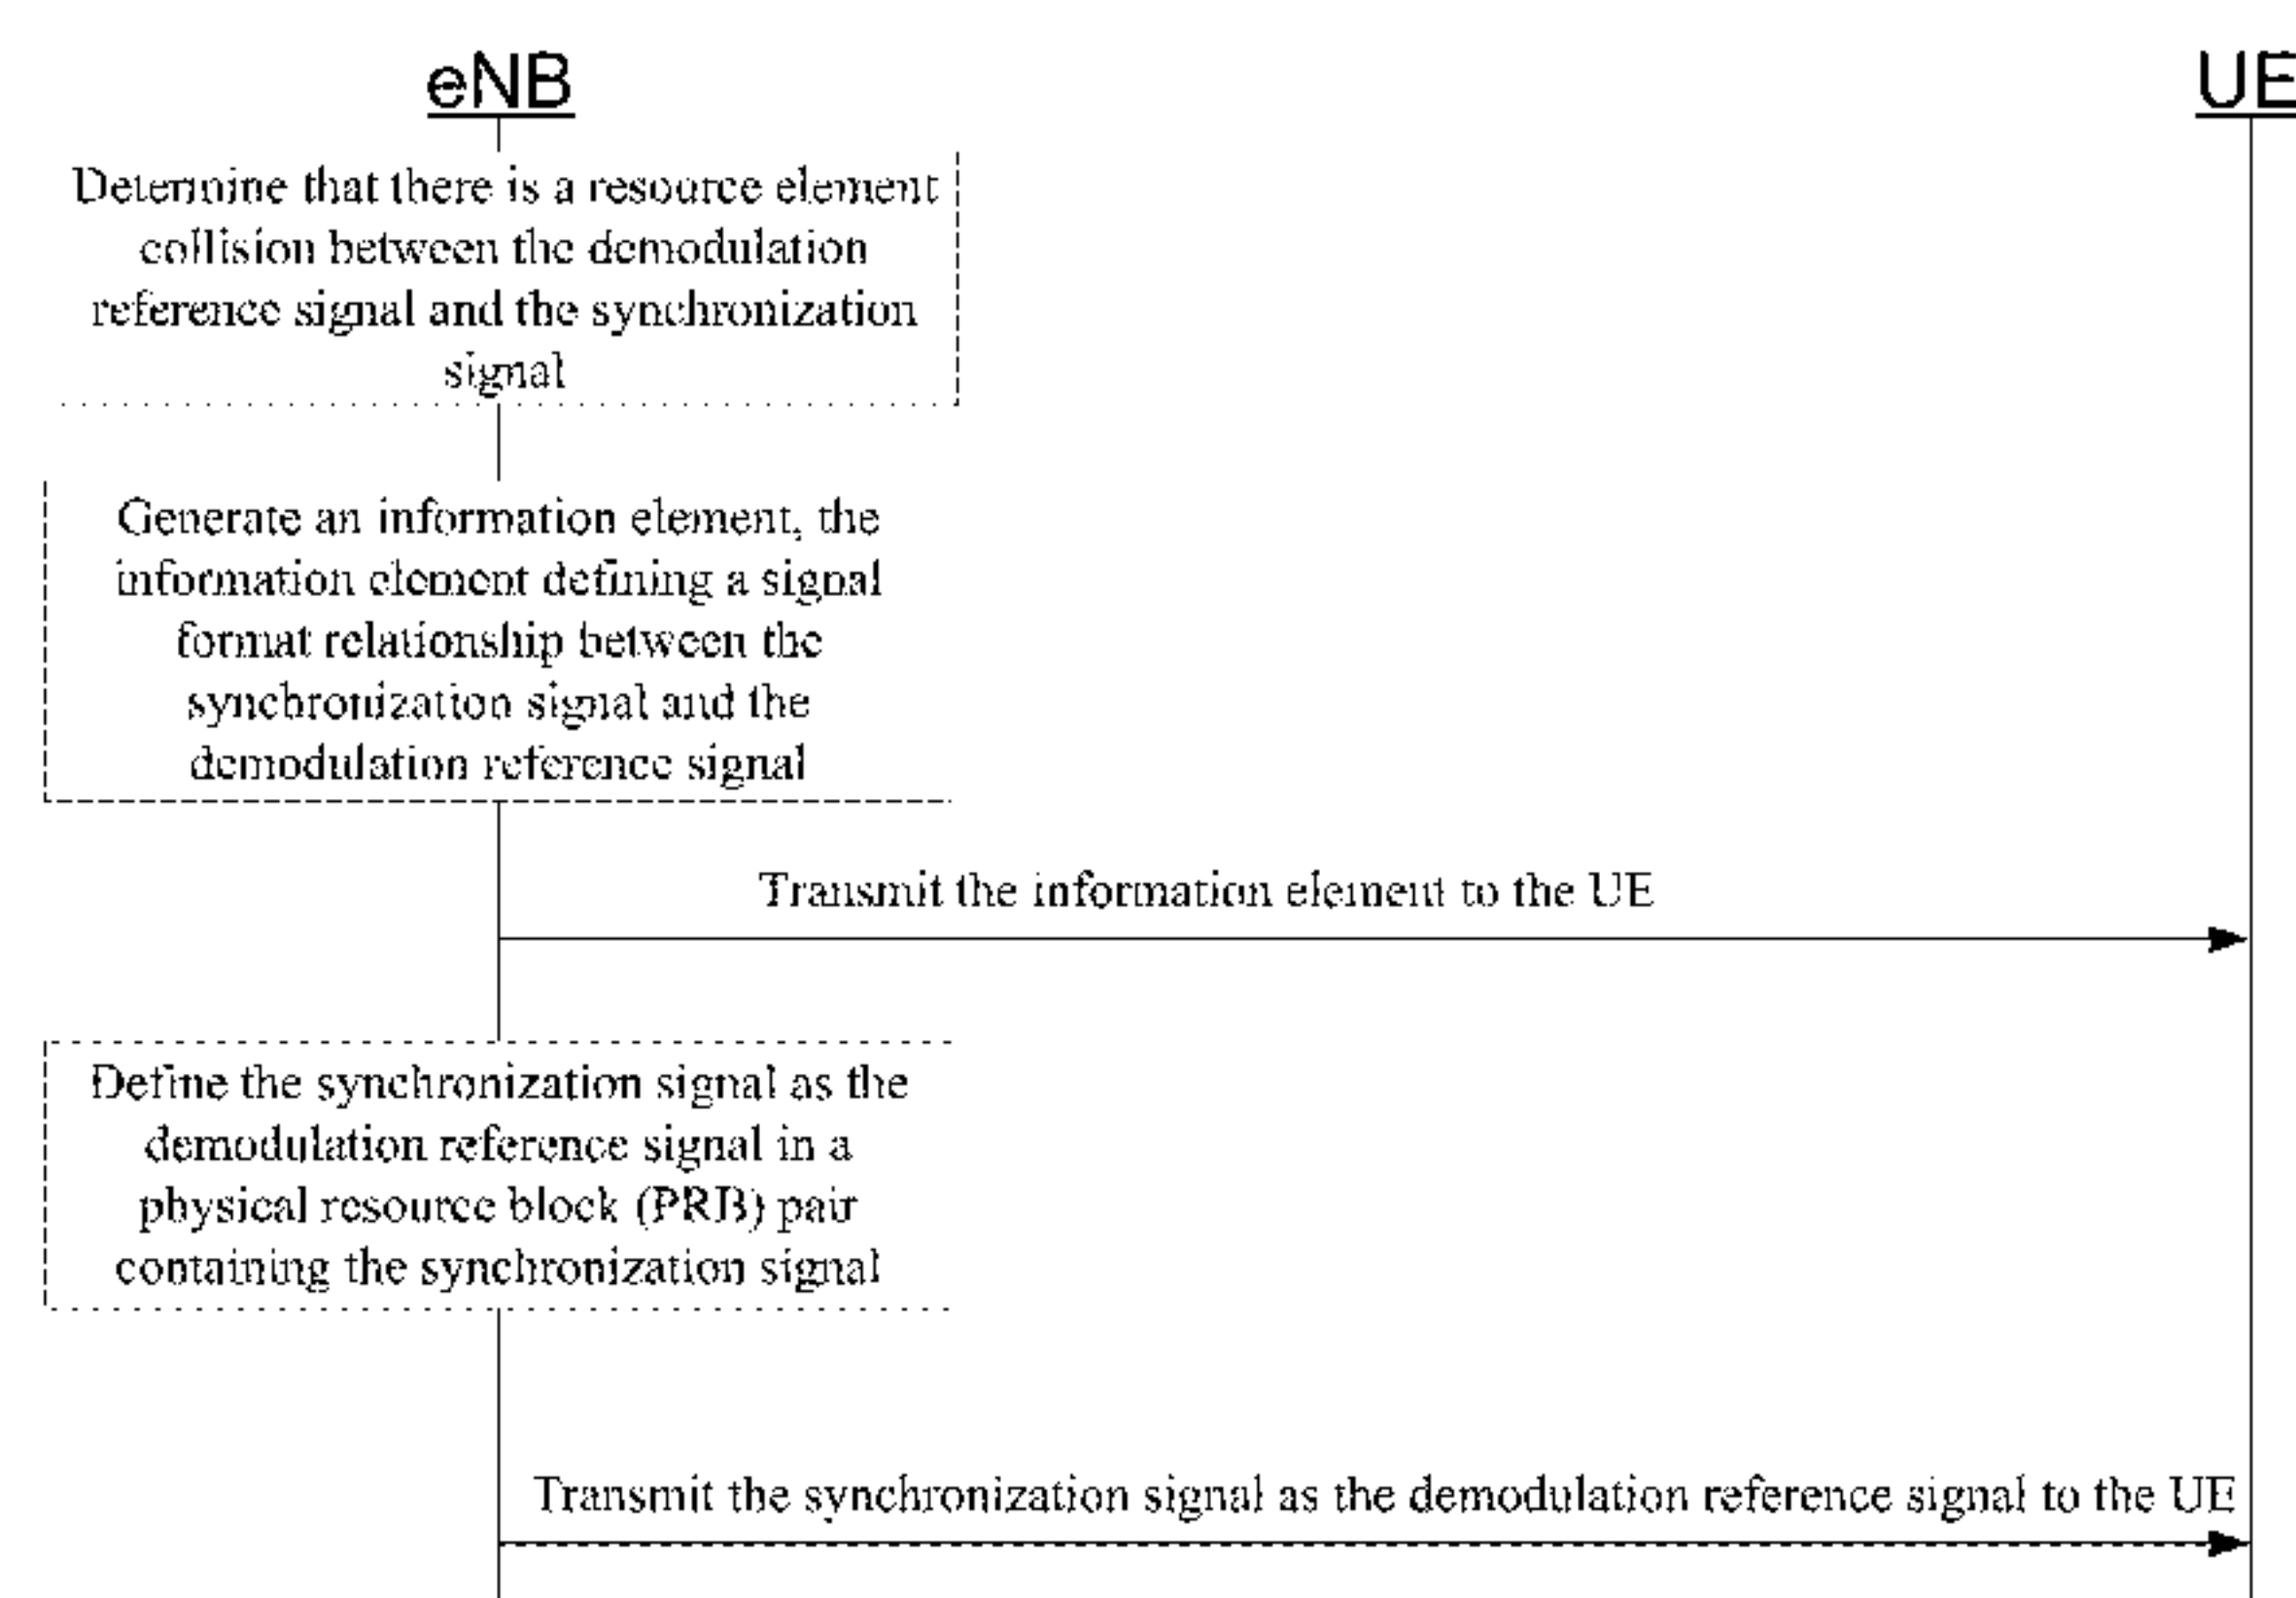 eNB
UE
Determine that there is a resource element
collision between the demodulation
reference signal and the synchronization
signal
Generate an information element, the
information element defining a signal
format relationship between the
synchronization signal and the
demodulation reference signal
Transmit the information element to the UE
Define the synchronization signal as the
demodulation reference signal in a
physical resource block (PRB) pair
containing the synchronization signal
Transmit the synchronization signal as the demodulation reference signal to the UE